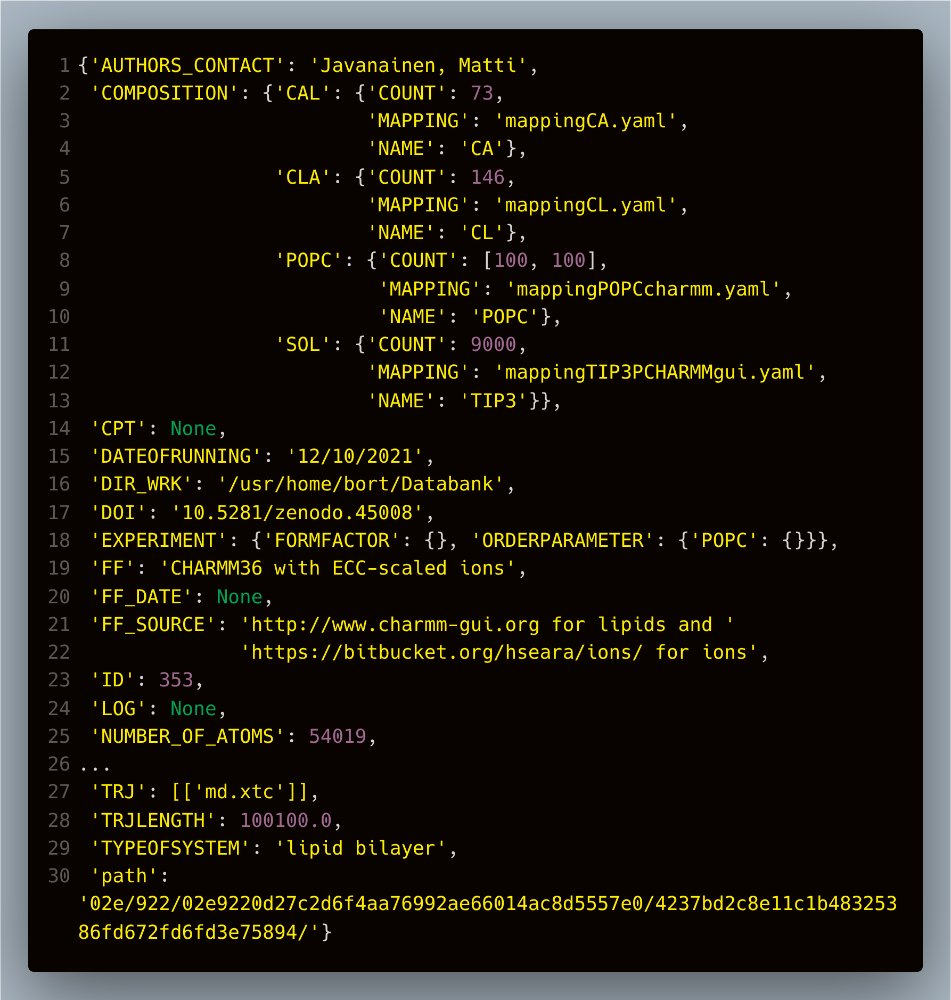 1 {'AUTHORS_CONTACT': 'Javanainen, Matti',
2  'COMPOSITION': {'CAL': {'COUNT': 73,
3                          'MAPPING': 'mappingCA.yaml',
4                          'NAME': 'CA'},
5                  'CLA': {'COUNT': 146,
6                          'MAPPING': 'mappingCL.yaml',
7                          'NAME': 'CL'},
8                  'POPC': {'COUNT': [100, 100],
9                           'MAPPING': 'mappingPOPCcharmm.yaml',
10                           'NAME': 'POPC'},
11                  'SOL': {'COUNT': 9000,
12                          'MAPPING': 'mappingTIP3PCHARMMgui.yaml',
13                          'NAME': 'TIP3'}},
14  'CPT': None,
15  'DATEOFRUNNING': '12/10/2021',
16  'DIR_WRK': '/usr/home/bort/Databank',
17  'DOI': '10.5281/zenodo.45008',
18  'EXPERIMENT': {'FORMFACTOR': {}, 'ORDERPARAMETER': {'POPC': {}}},
19  'FF': 'CHARMM36 with ECC-scaled ions',
20  'FF_DATE': None,
21  'FF_SOURCE': 'http://www.charmm-gui.org for lipids and '
22               'https://bitbucket.org/hseara/ions/ for ions',
23  'ID': 353,
24  'LOG': None,
25  'NUMBER_OF_ATOMS': 54019,
26 ...
27  'TRJ': [['md.xtc']],
28  'TRJLENGTH': 100100.0,
29  'TYPEOFSYSTEM': 'lipid bilayer',
30  'path':
'02e/922/02e9220d27c2d6f4aa76992ae66014ac8d5557e0/4237bd2c8e11c1b483253
86fd672fd6fd3e75894/'}